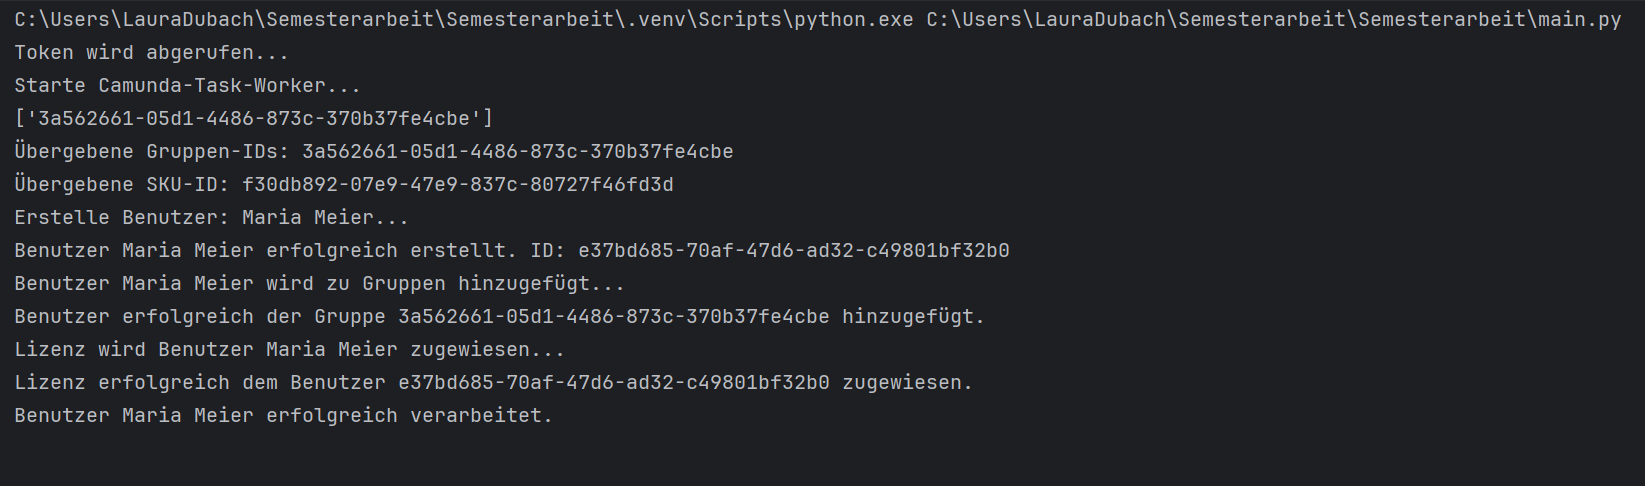 C:\Users\LauraDubach\Semesterarbeit\Semesterarbeit\.venv\Scripts\python.exe C:\Users\LauraDubach\Semesterarbeit\Semesterarbeit\main.py
Token wird abgerufen...
Starte Camunda-Task-Worker...
['3a562661-05d1-4486-873c-370b37fe4cbe']
Übergebene Gruppen-IDs: 3a562661-05d1-4486-873c-370b37fe4cbe
Übergebene SKU-ID: f30db892-07e9-47e9-837c-80727f46fd3d
Erstelle Benutzer: Maria Meier...
Benutzer Maria Meier erfolgreich erstellt. ID: e37bd685-70af-47d6-ad32-c49801bf32b0
Benutzer Maria Meier wird zu Gruppen hinzugefügt...
Benutzer erfolgreich der Gruppe 3a562661-05d1-4486-873c-370b37fe4cbe hinzugefügt.
Lizenz wird Benutzer Maria Meier zugewiesen...
Lizenz erfolgreich dem Benutzer e37bd685-70af-47d6-ad32-c49801bf32b0 zugewiesen.
Benutzer Maria Meier erfolgreich verarbeitet.